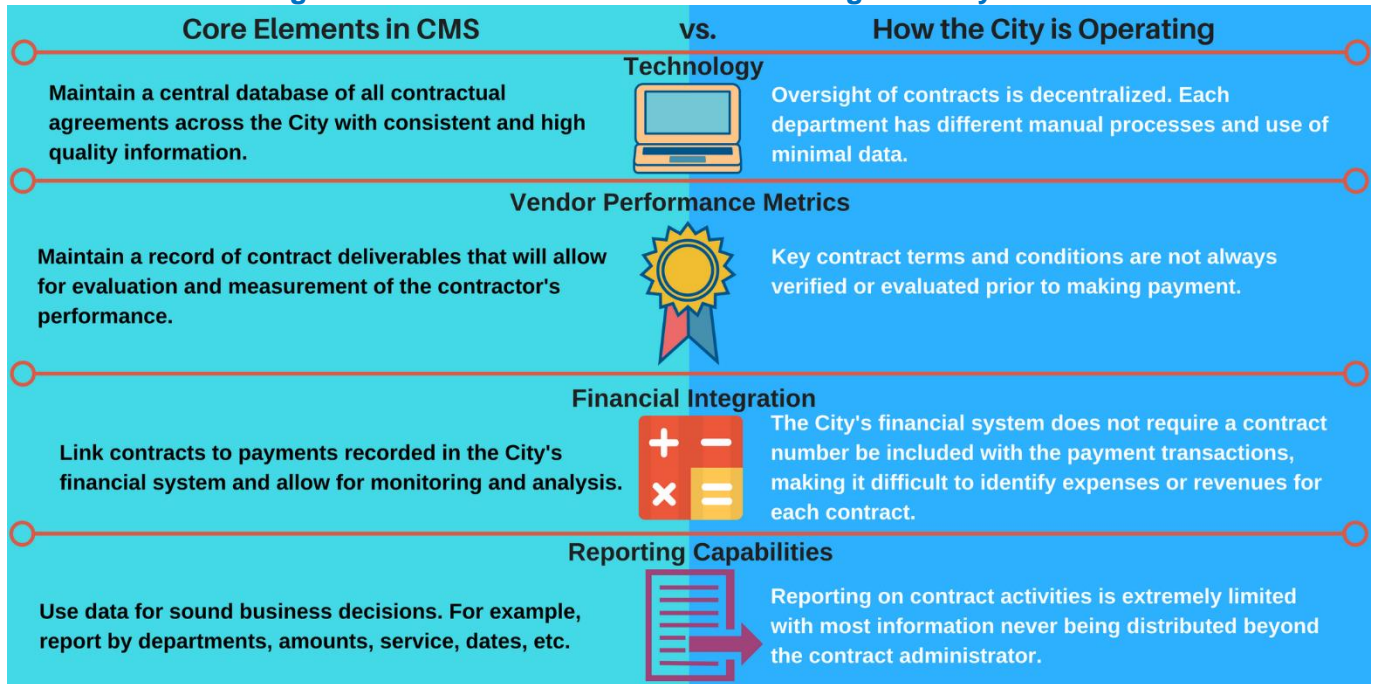 Core Elements in CMS vs. How the City is Operating
Technology
Maintain a central database of all contractual
agreements across the City with consistent and high
quality information.
Oversight of contracts is decentralized. Each
department has different manual processes and use of
minimal data.
Vendor Performance Metrics
Maintain a record of contract deliverables that will allow
for evaluation and measurement of the contractor's
performance.
Key contract terms and conditions are not always
verified or evaluated prior to making payment.
Financial Integration
Link contracts to payments recorded in the City's
financial system and allow for monitoring and analysis.
The City's financial system does not require a contract
number be included with the payment transactions,
making it difficult to identify expenses or revenues for
each contract.
Reporting Capabilities
Use data for sound business decisions. For example,
report by departments, amounts, service, dates, etc.
Reporting on contract activities is extremely limited
with most information never being distributed beyond
the contract administrator.